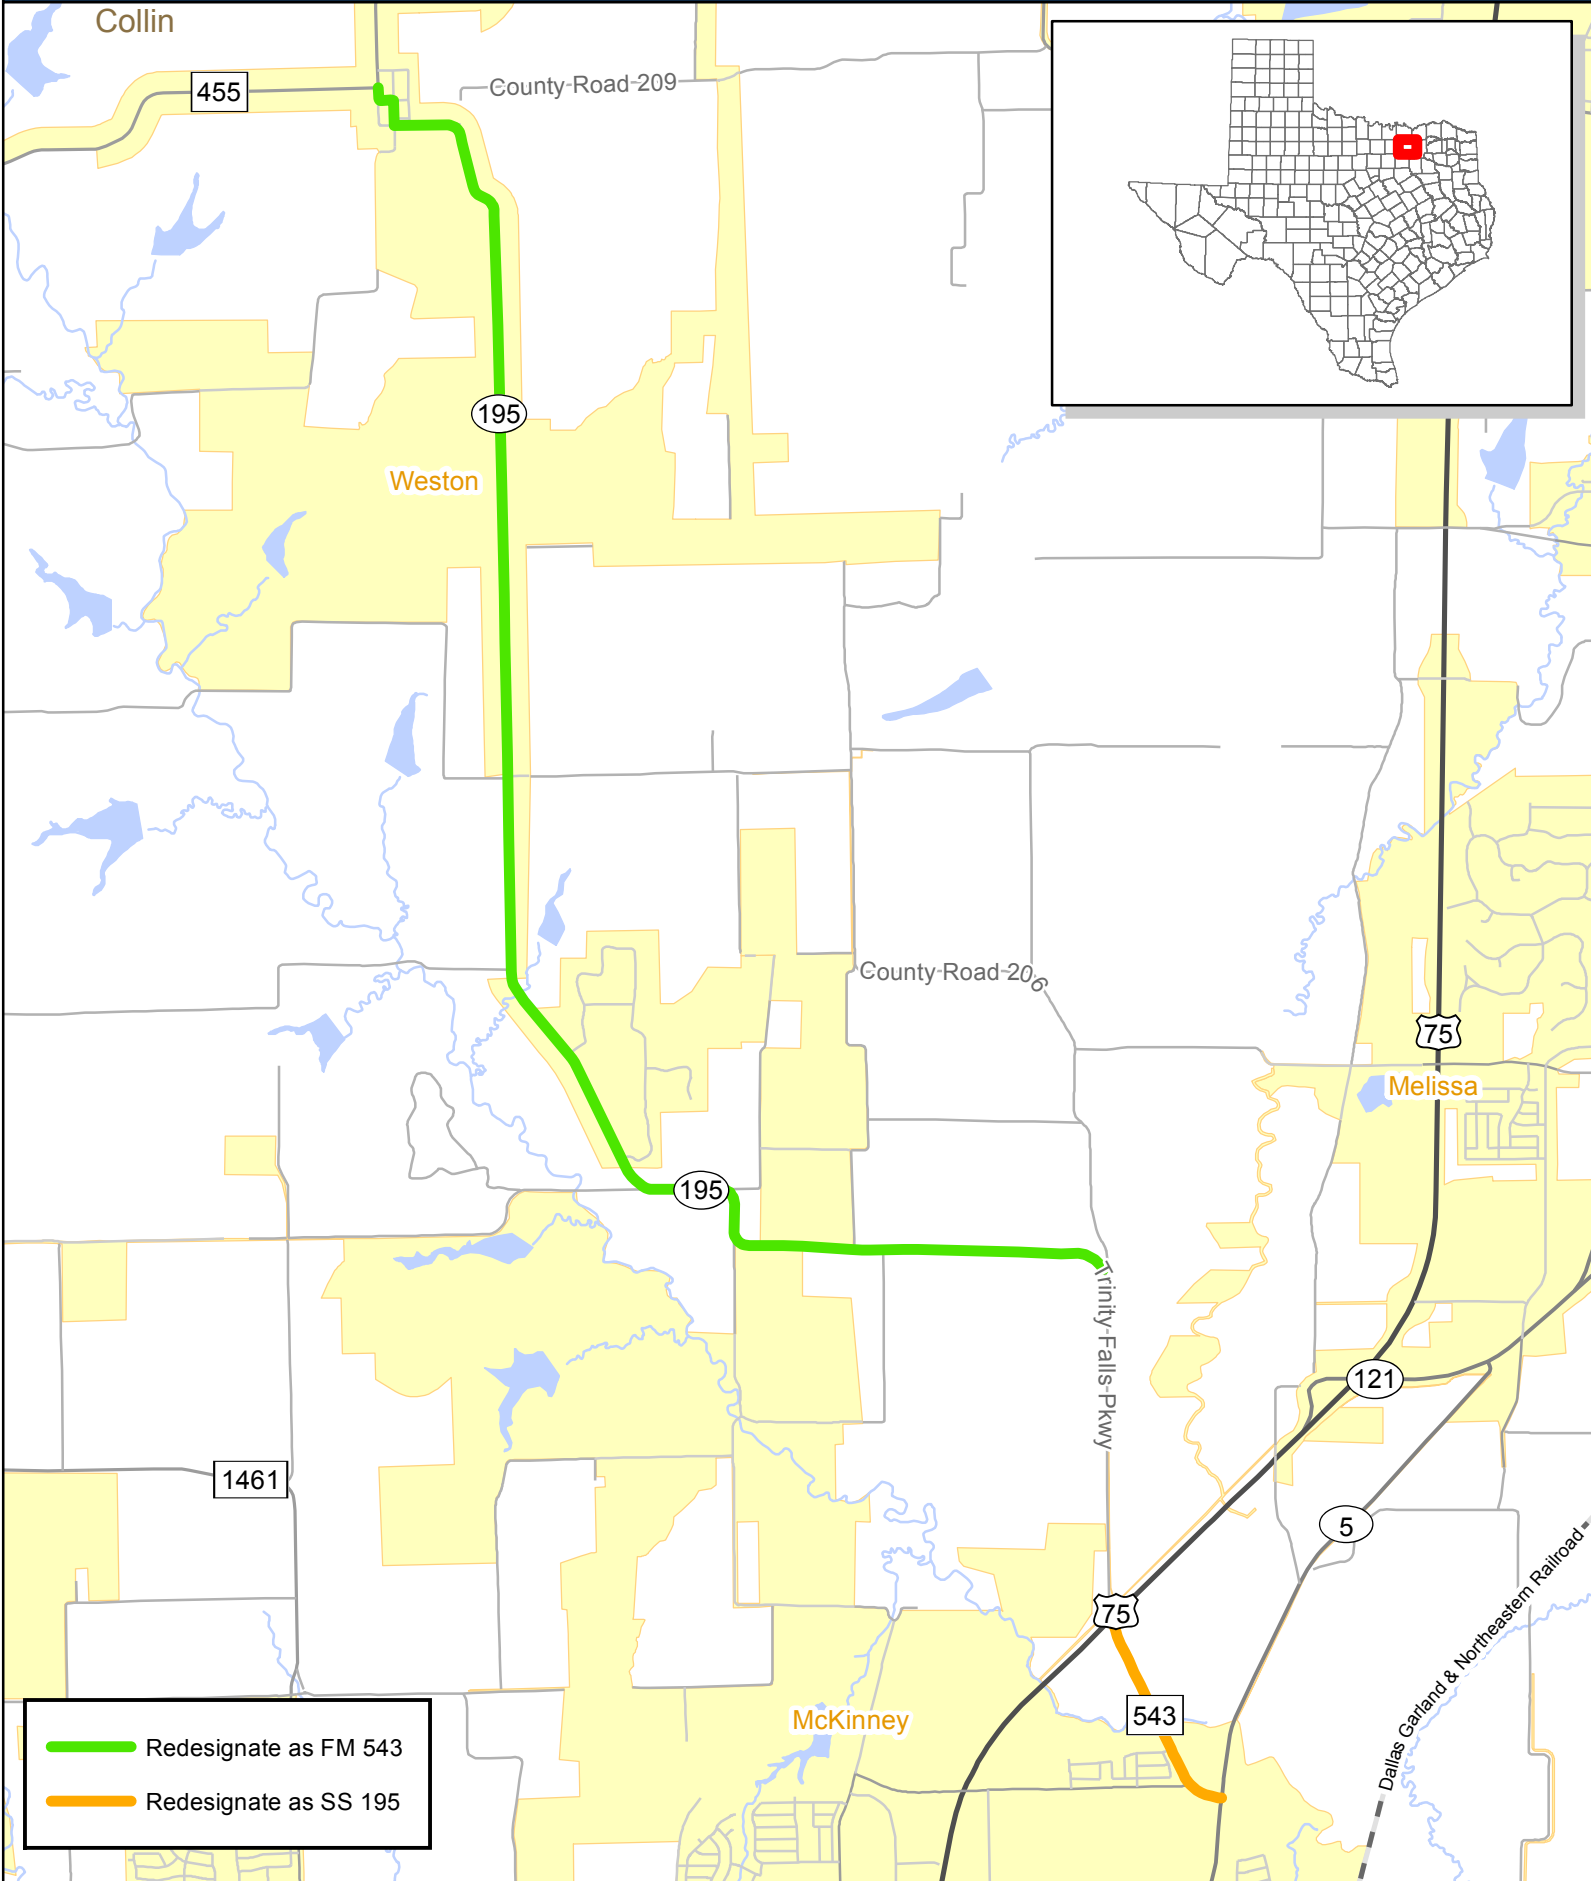 Collin
455
County Road 209
195
Weston
County Road 206
75
Melissa
195
Trinity Falls Pkwy
121
1461
5
75
Dallas Garland & Northeastern Railroad
543
McKinney
Redesignate as FM 543
Redesignate as SS 195